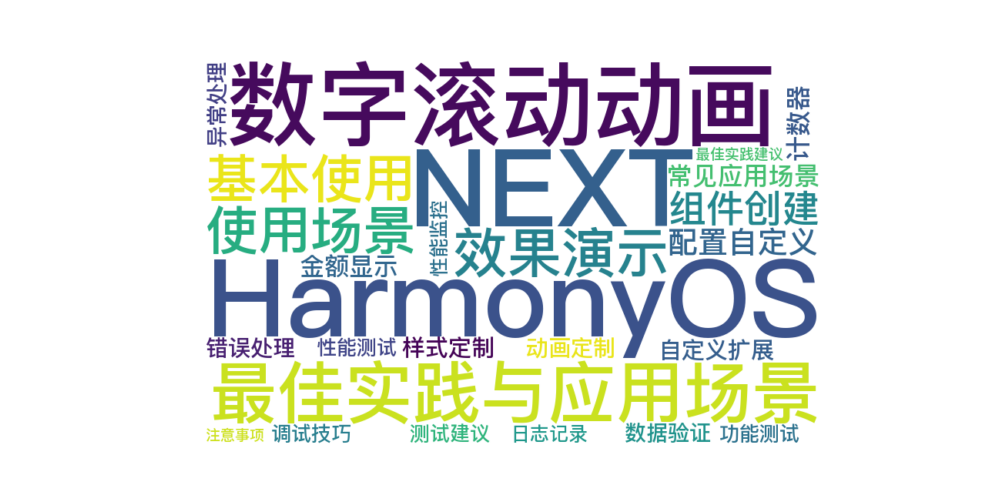 异常处理
数字滚动动画
计数器
最佳实践建议
基本使用
NEXT
常见应用场景
使用场景
性能监控
组件创建
金额显示
效果演示
配置自定义
HarmonyOS
错误处理
性能测试
样式定制
动画定制
自定义扩展
最佳实践与应用场景
注意事项
调试技巧
测试建议
日志记录
数据验证
功能测试